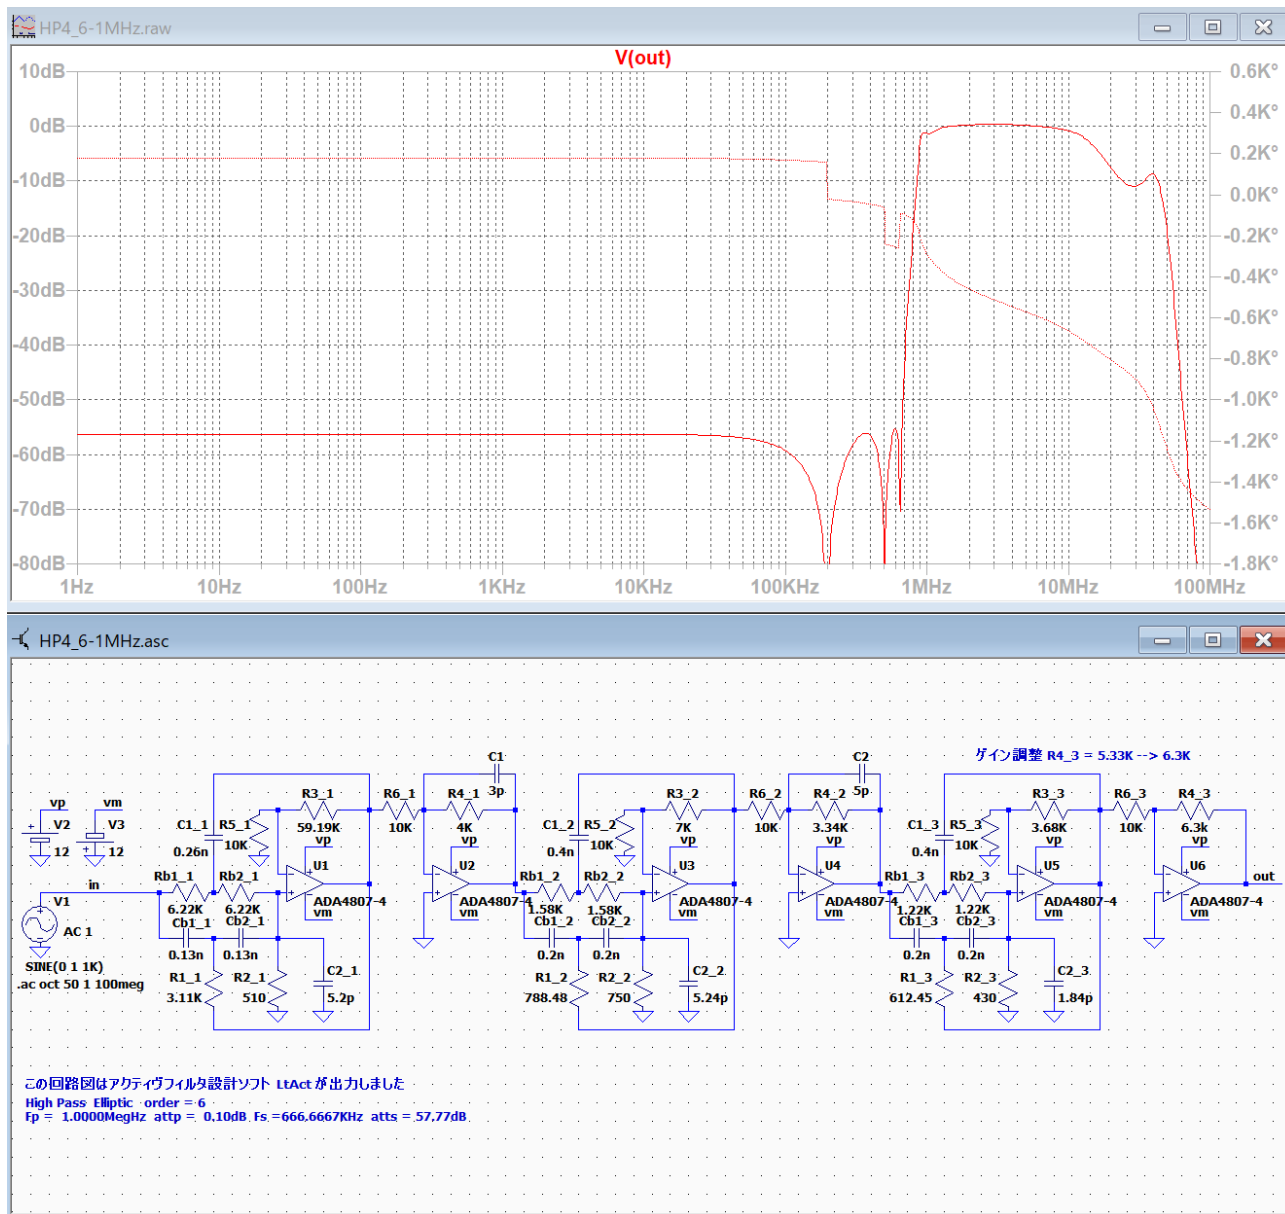 HP4_6-1MHz.raw
V(out)
10dB
0dB
-10dB
-20dB
-30dB
-40dB
-50dB
-60dB
-70dB
-80dB
0.6K°
0.4K°
0.2K°
0.0K°
-0.2K°
-0.4K°
-0.6K°
-0.8K°
-1.0K°
-1.2K°
-1.4K°
-1.6K°
-1.8K°
1Hz 10Hz 100Hz 1KHz 10KHz 100KHz 1MHz 10MHz 100MHz
HP4_6-1MHz.asc
ゲイン調整 R4_3 = 5.33K --> 6.3K
vp
V2
12
vm
V3
12
in
V1
AC 1
SINE(0 1 1K)
.ac oct 50 1 100meg
C1_1
0.26n
R5_1
10K
R3_1
59.19K
vp
U1
ADA4807-4
vm
Rb1_1
6.22K
Rb2_1
6.22K
Cb1_1
0.13n
Cb2_1
0.13n
R1_1
3.11K
R2_1
510
C2_1
5.2p
R6_1
10K
C1
3p
R4_1
4K
vp
U2
ADA4807-4
vm
C1_2
0.4n
R5_2
10K
R3_2
7K
vp
U3
ADA4807-4
vm
Rb1_2
1.58K
Rb2_2
1.58K
Cb1_2
0.2n
Cb2_2
0.2n
R1_2
788.48
R2_2
750
C2_2
5.24p
R6_2
10K
C2
5p
R4_2
3.34K
vp
U4
ADA4807-4
vm
C1_3
0.4n
R5_3
10K
R3_3
3.68K
vp
U5
ADA4807-4
vm
Rb1_3
1.22K
Rb2_3
1.22K
Cb1_3
0.2n
Cb2_3
0.2n
R1_3
612.45
R2_3
430
C2_3
1.84p
R6_3
10K
R4_3
6.3k
vp
U6
ADA4807-4
vm
out
この回路図はアクティヴフィルタ設計ソフト LtAct が出力しました
High Pass Elliptic order = 6
Fp = 1.0000MegHz attp = 0.10dB Fs =666.6667KHz atts = 57.77dB